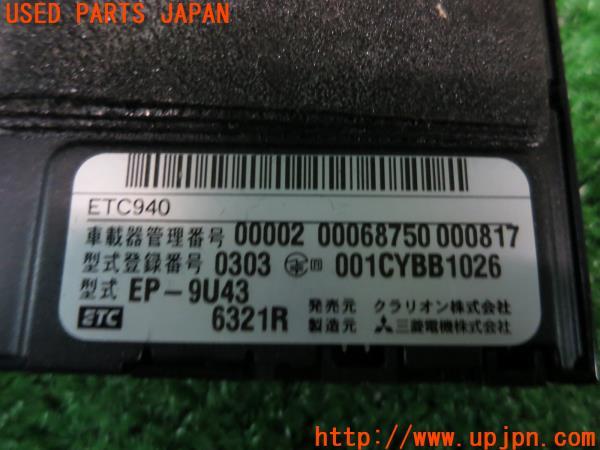 USED PARTS JAPAN
ETC940
車載器管理番号 00002 00068750 000817
型式登録番号 0303 001CYBB1026
型式 EP-9U43 発売元 クラリオン株式会社
ETC 6321R 製造元 三菱電機株式会社
http://www.upjpn.com